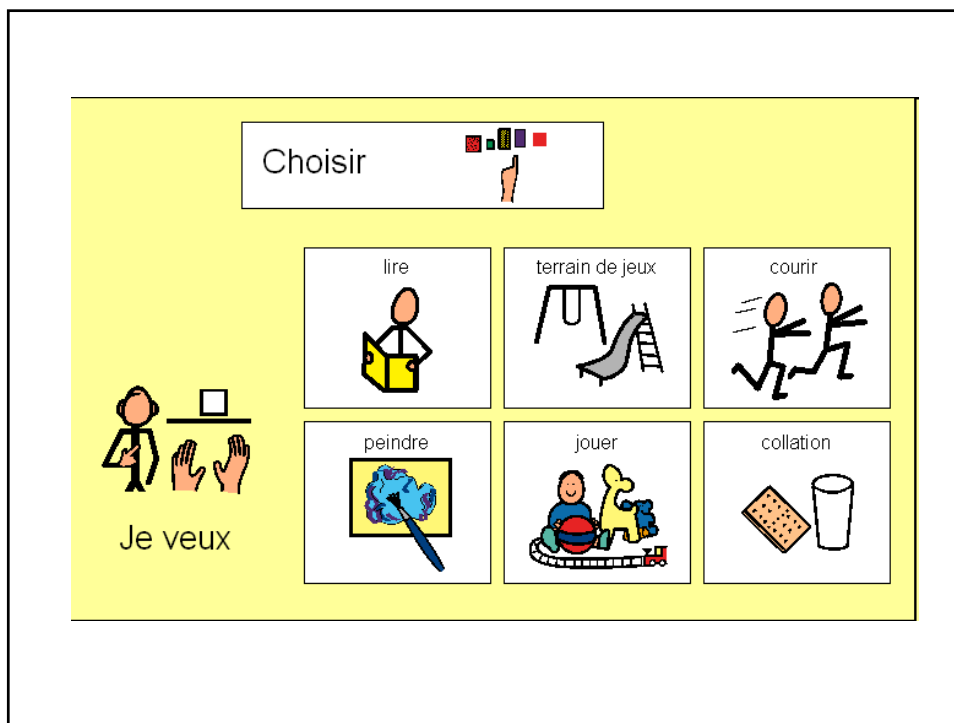 Choisir
lire
terrain de jeux
courir
peindre
jouer
collation
Je veux